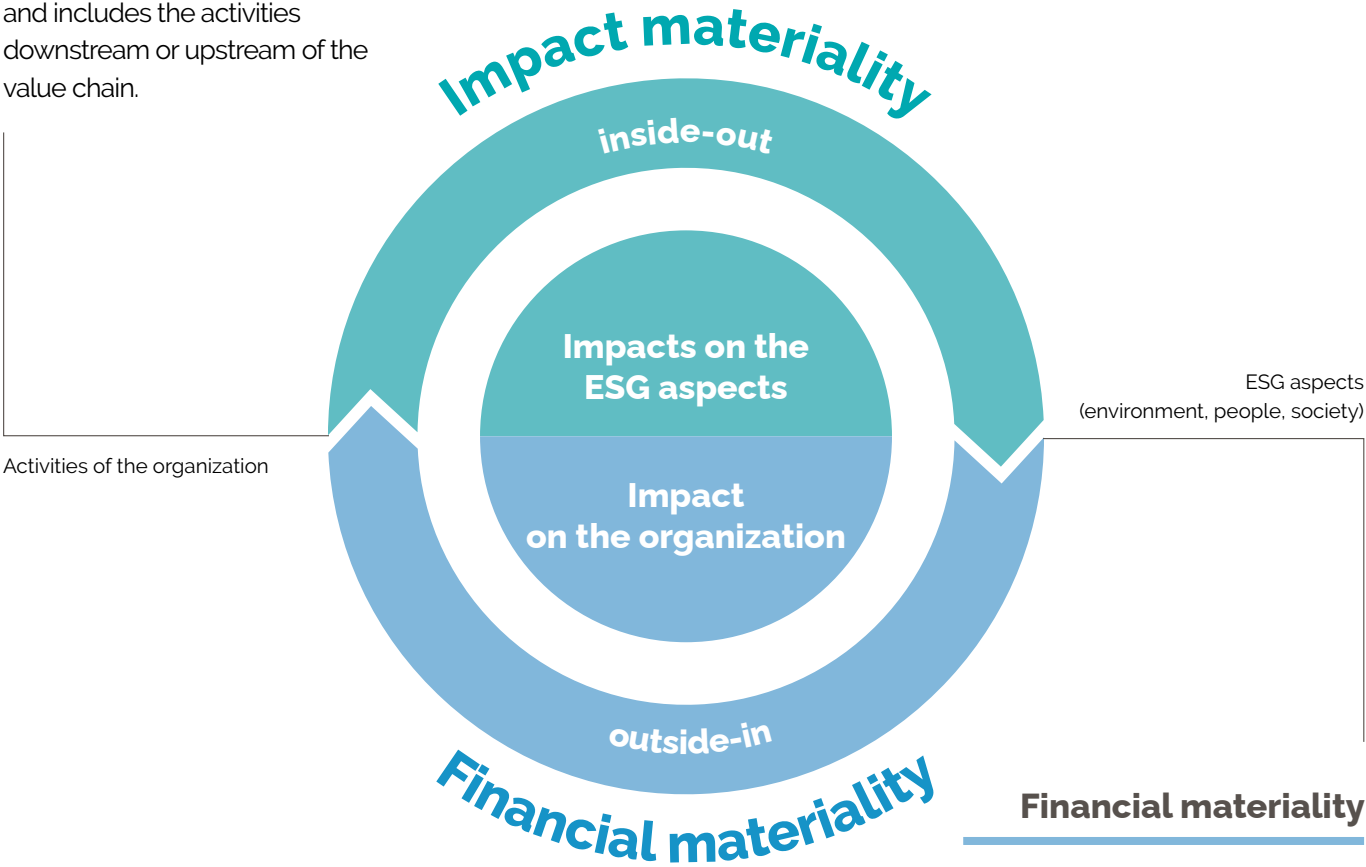 and includes the activities
downstream or upstream of the
value chain.
Impact materiality
inside-out
Impacts on the
ESG aspects
ESG aspects
(environment, people, society)
Activities of the organization
Impact
on the organization
outside-in
Financial materiality
Financial materiality